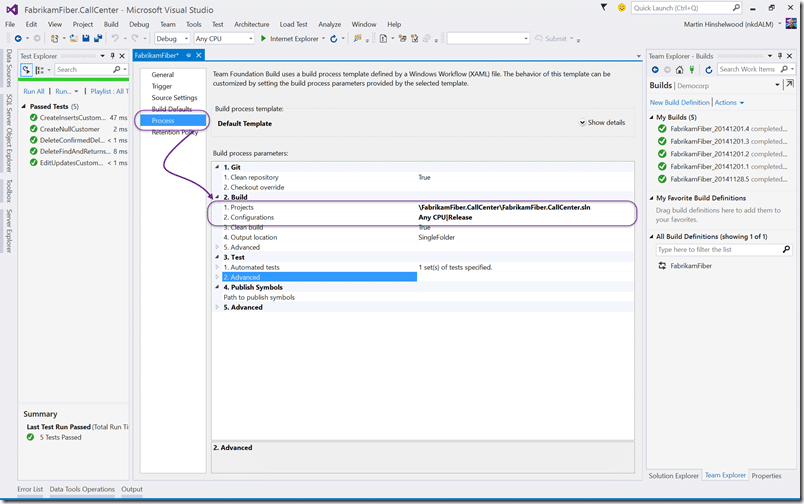 FabrikamFiber.CallCenter - Microsoft Visual Studio
Quick Launch (Ctrl+Q)
File Edit View Project Build Debug Team Tools Test Architecture Load Test Analyze Window Help
Martin Hinshelwood (nkdALM)
Debug Any CPU Internet Explorer Submit
Data Sources
SQL Server Object Explorer
Toolbox
Server Explorer
Test Explorer
Search
Run All | Run... | Playlist : All T
Passed Tests (5)
CreateInsertsCustom... 47 ms
CreateNullCustomer 2 ms
DeleteConfirmedDel... < 1 ms
DeleteFindAndReturns... 8 ms
EditUpdatesCustome... < 1 ms
Summary
Last Test Run Passed (Total Run Tir
5 Tests Passed
FabrikamFiber*
General
Trigger
Source Settings
Build Defaults
Process
Retention Policy
Team Foundation Build uses a build process template defined by a Windows Workflow (XAML) file. The behavior of this template can be
customized by setting the build process parameters provided by the selected template.
Build process template:
Default Template
Show details
Build process parameters:
1. Git
1. Clean repository True
2. Checkout override
2. Build
1. Projects \FabrikamFiber.CallCenter\FabrikamFiber.CallCenter.sln
2. Configurations Any CPU|Release
3. Clean build True
4. Output location SingleFolder
5. Advanced
3. Test
1. Automated tests 1 set(s) of tests specified.
2. Advanced
4. Publish Symbols
Path to publish symbols
5. Advanced
2. Advanced
Team Explorer - Builds
Search Work Items
Builds | Democorp
New Build Definition | Actions
My Builds (5)
FabrikamFiber_20141201.4 completed...
FabrikamFiber_20141201.3 completed...
FabrikamFiber_20141201.2 completed...
FabrikamFiber_20141201.1 completed...
FabrikamFiber_20141128.5 completed...
My Favorite Build Definitions
Drag build definitions here to add them to
your favorites.
All Build Definitions (showing 1 of 1)
Type here to filter the list
FabrikamFiber
Solution Explorer Team Explorer Properties
Error List Data Tools Operations Output